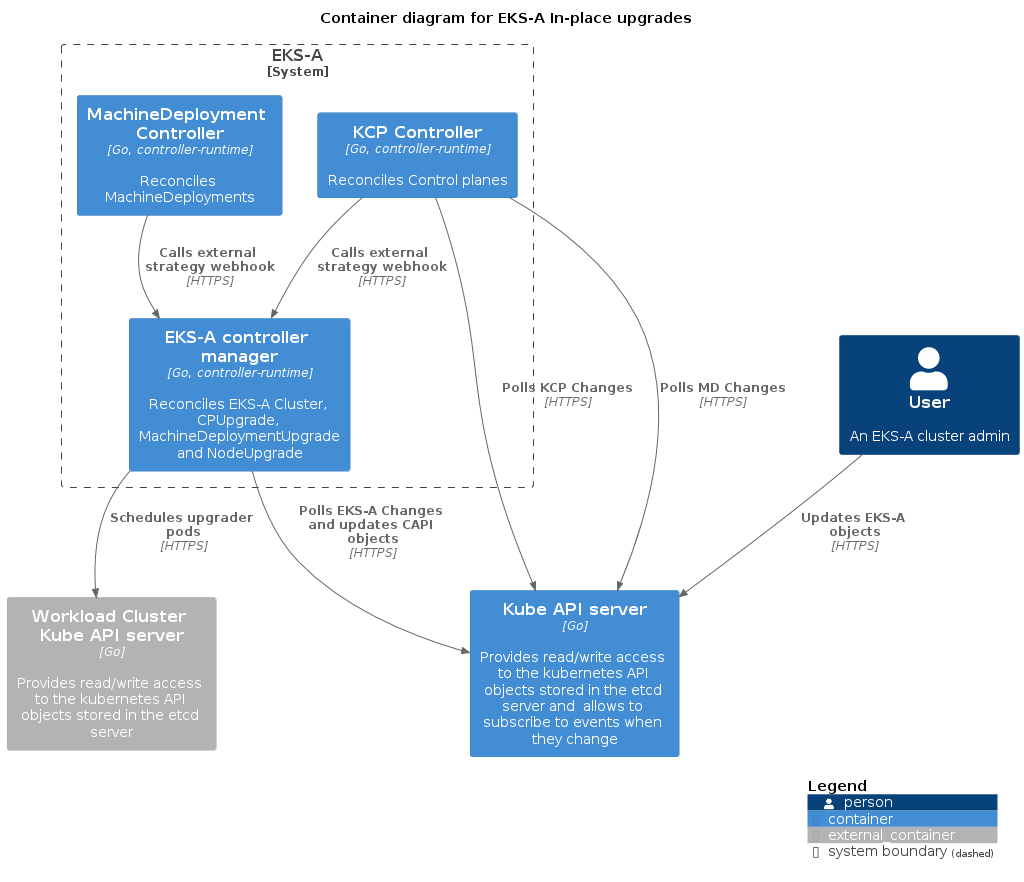 Container diagram for EKS-A In-place upgrades
EKS-A
[System]
MachineDeployment
Controller
[Go, controller-runtime]
Reconciles
MachineDeployments
KCP Controller
[Go, controller-runtime]
Reconciles Control planes
Calls external
strategy webhook
[HTTPS]
Calls external
strategy webhook
[HTTPS]
EKS-A controller
manager
[Go, controller-runtime]
Reconciles EKS-A Cluster,
CPUpgrade,
MachineDeploymentUpgrade
and NodeUpgrade
Polls KCP Changes
[HTTPS]
Polls MD Changes
[HTTPS]
User
An EKS-A cluster admin
Schedules upgrader
pods
[HTTPS]
Polls EKS-A Changes
and updates CAPI
objects
[HTTPS]
Updates EKS-A
objects
[HTTPS]
Workload Cluster
Kube API server
[Go]
Provides read/write access
to the kubernetes API
objects stored in the etcd
server
Kube API server
[Go]
Provides read/write access
to the kubernetes API
objects stored in the etcd
server and  allows to
subscribe to events when
they change
Legend
person
container
external_container
system boundary (dashed)